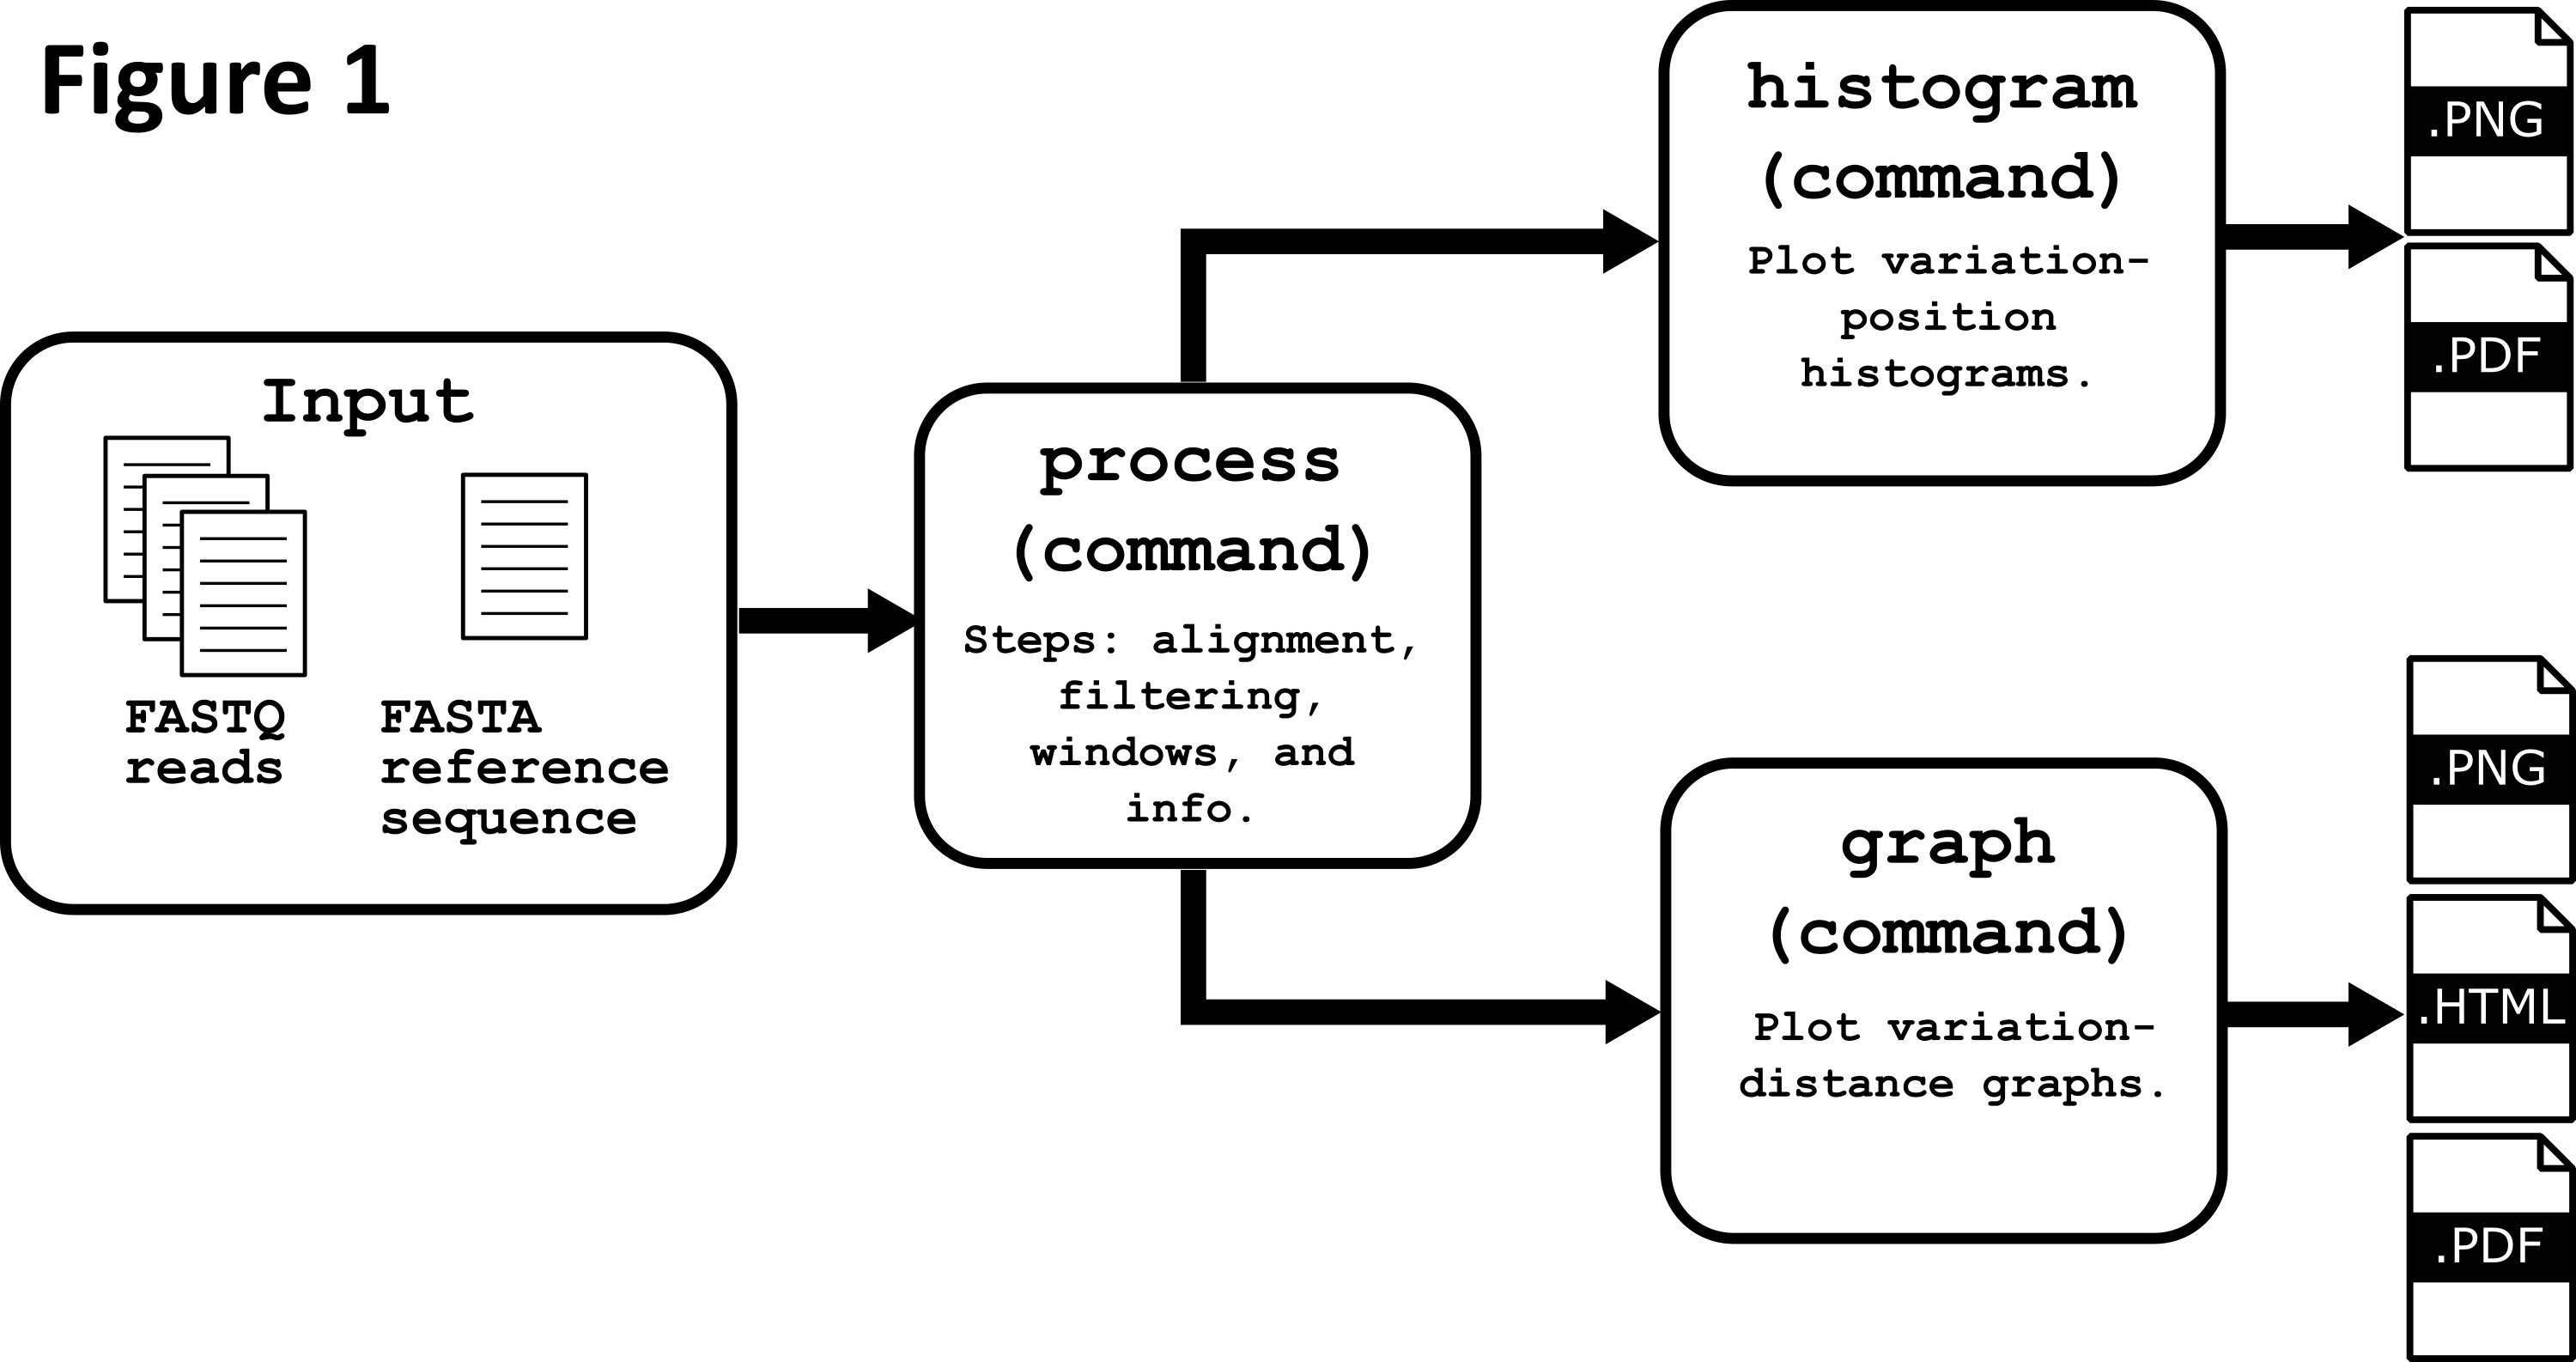 Figure 1
Input
FASTQ
reads
FASTA
reference
sequence
process
(command)
Steps: alignment,
filtering,
windows, and
info.
histogram
(command)
Plot variation-
position
histograms.
.PNG
.PDF
graph
(command)
Plot variation-
distance graphs.
.PNG
.HTML
.PDF